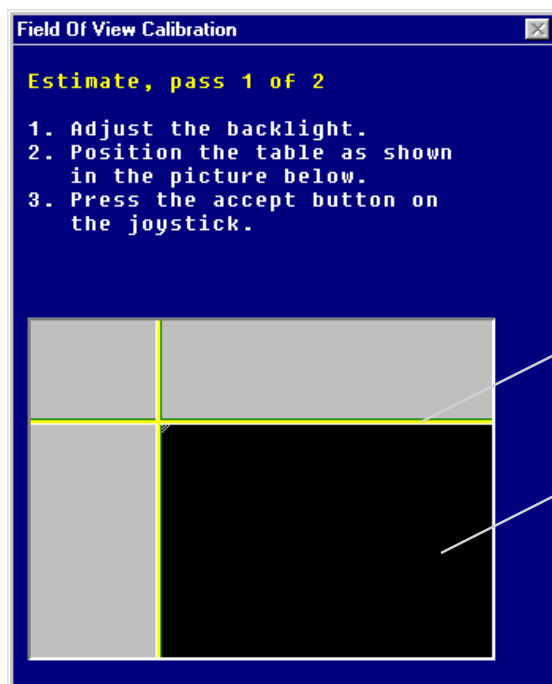 Field Of View Calibration
Estimate, pass 1 of 2
1. Adjust the backlight.
2. Position the table as shown
in the picture below.
3. Press the accept button on
the joystick.